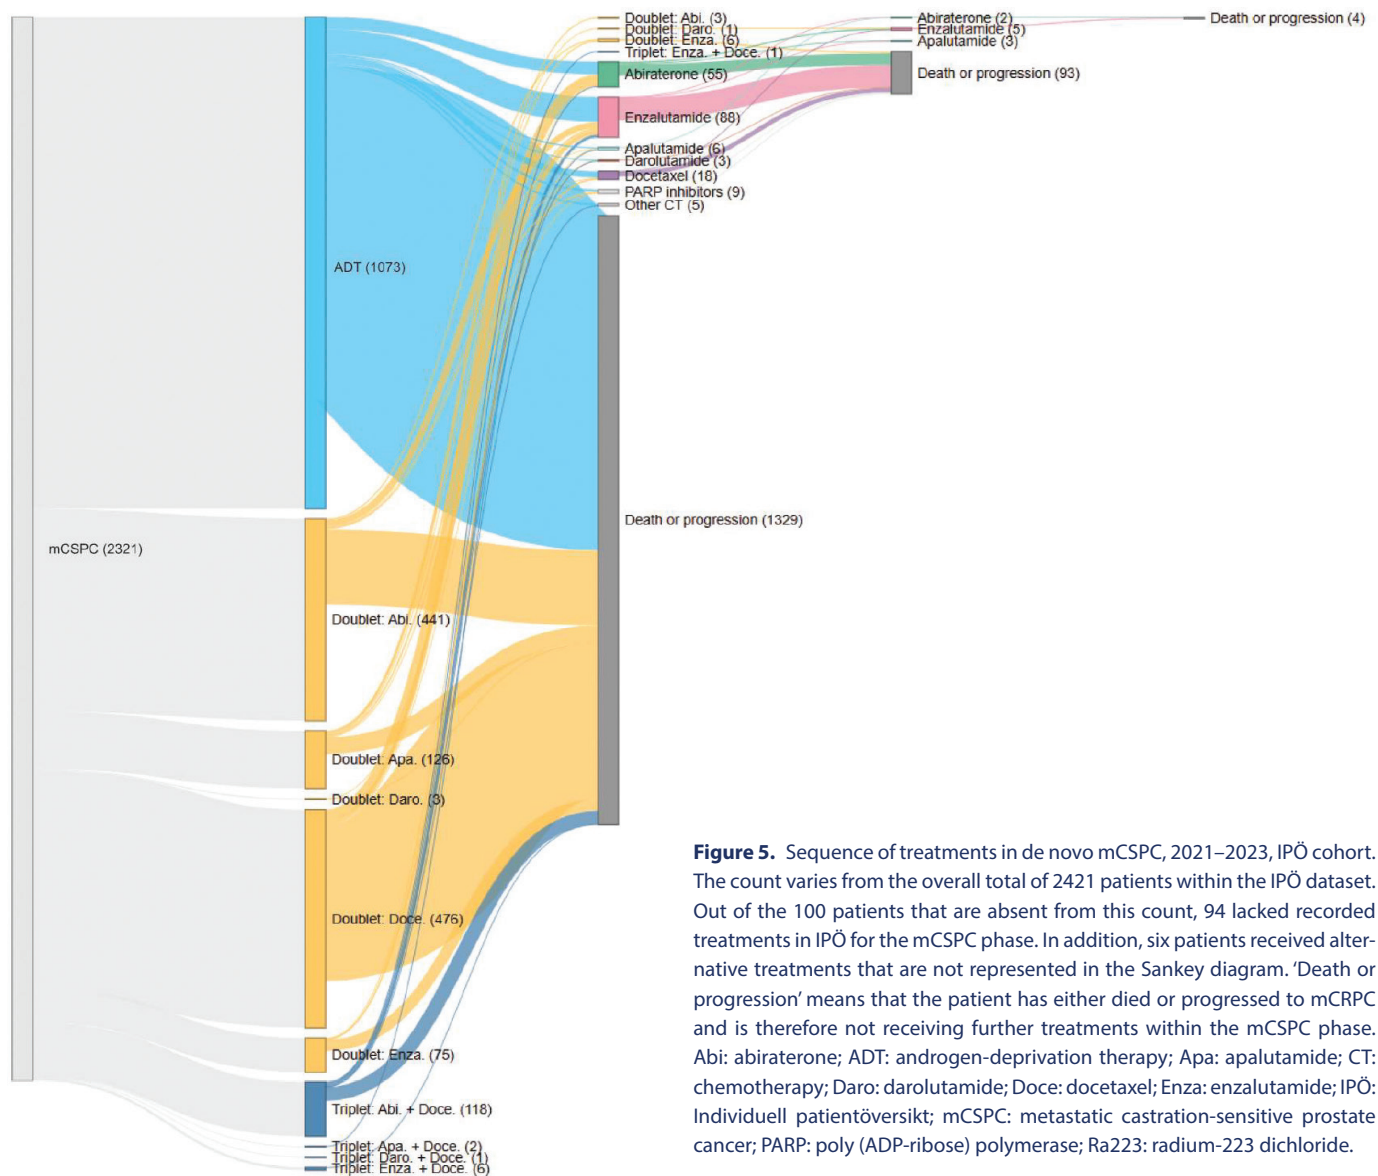 mCSPC (2321)
ADT (1073)
Doublet: Abi. (441)
Doublet: Apa. (126)
Doublet: Daro. (3)
Doublet: Doce. (476)
Doublet: Enza. (75)
Triplet: Abi. + Doce. (118)
Triplet: Apa. + Doce. (2)
Triplet: Daro. + Doce. (1)
Triplet: Enza. + Doce. (6)
Doublet: Abi. (3)
Doublet: Daro. (1)
Doublet: Enza. (6)
Triplet: Enza. + Doce. (1)
Abiraterone (55)
Enzalutamide (88)
Apalutamide (6)
Darolutamide (3)
Docetaxel (18)
PARP inhibitors (9)
Other CT (5)
Death or progression (1329)
Abiraterone (2)
Enzalutamide (5)
Apalutamide (3)
Death or progression (93)
Death or progression (4)
Figure 5. Sequence of treatments in de novo mCSPC, 2021–2023, IPÖ cohort.
The count varies from the overall total of 2421 patients within the IPÖ dataset.
Out of the 100 patients that are absent from this count, 94 lacked recorded
treatments in IPÖ for the mCSPC phase. In addition, six patients received alter-
native treatments that are not represented in the Sankey diagram. ‘Death or
progression’ means that the patient has either died or progressed to mCRPC
and is therefore not receiving further treatments within the mCSPC phase.
Abi: abiraterone; ADT: androgen-deprivation therapy; Apa: apalutamide; CT:
chemotherapy; Daro: darolutamide; Doce: docetaxel; Enza: enzalutamide; IPÖ:
Individuell patientöversikt; mCSPC: metastatic castration-sensitive prostate
cancer; PARP: poly (ADP-ribose) polymerase; Ra223: radium-223 dichloride.